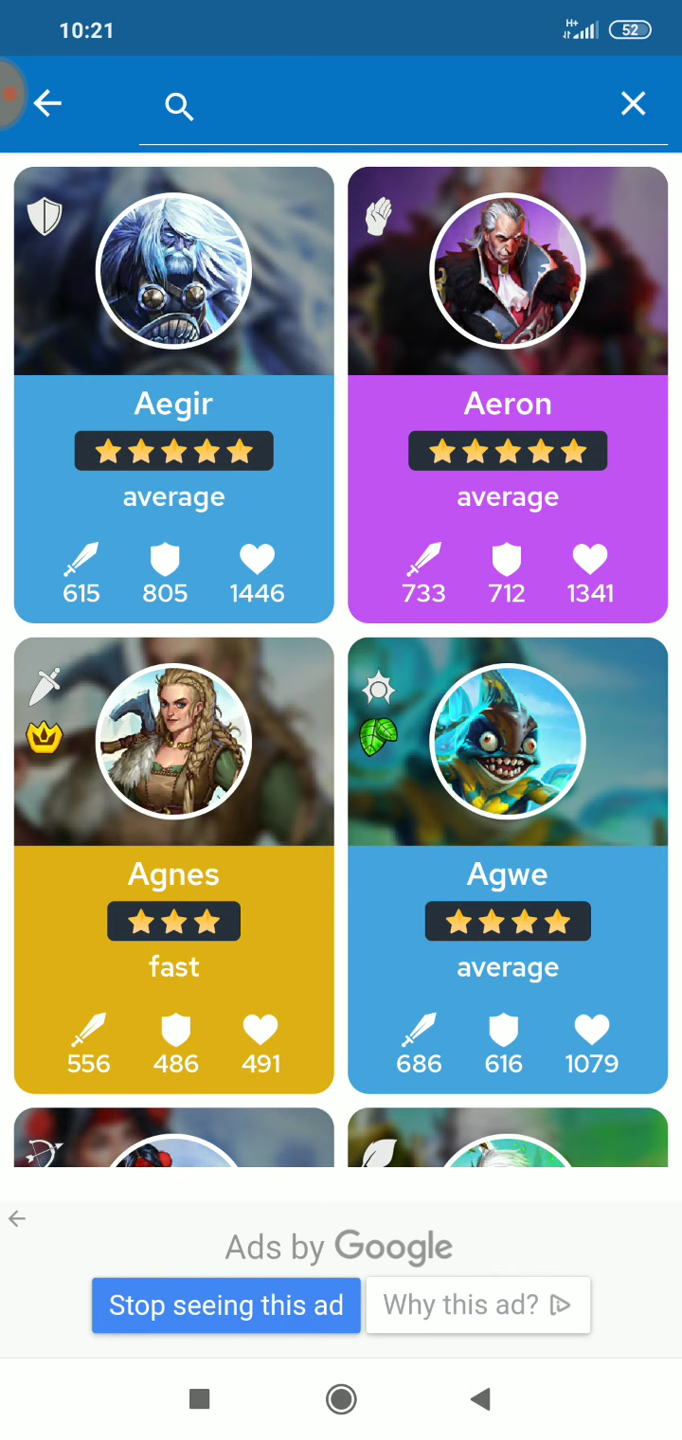 10:21
H+
52
Aegir
average
615 805 1446
Aeron
average
733 712 1341
Agnes
fast
556 486 491
Agwe
average
686 616 1079
Ads by Google
Stop seeing this ad
Why this ad?